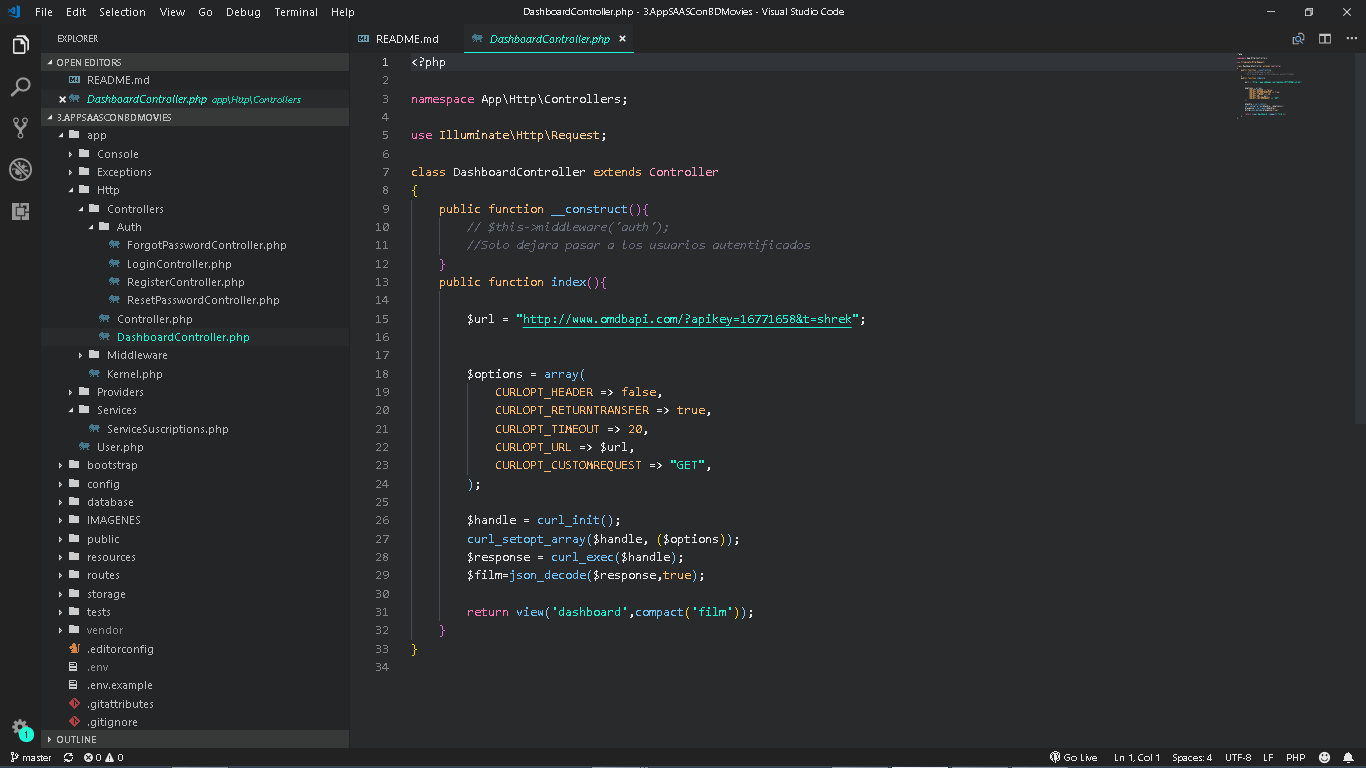 File Edit Selection View Go Debug Terminal Help DashboardController.php - 3.AppSAASConBDMovies - Visual Studio Code
EXPLORER
OPEN EDITORS
README.md
DashboardController.php app\Http\Controllers
3.APPSAASCONBDMOVIES
app
Console
Exceptions
Http
Controllers
Auth
ForgotPasswordController.php
LoginController.php
RegisterController.php
ResetPasswordController.php
Controller.php
DashboardController.php
Middleware
Kernel.php
Providers
Services
ServiceSuscriptions.php
User.php
bootstrap
config
database
IMAGENES
public
resources
routes
storage
tests
vendor
.editorconfig
.env
.env.example
.gitattributes
.gitignore
OUTLINE
1
README.md DashboardController.php
1 <?php
2
3 namespace App\Http\Controllers;
4
5 use Illuminate\Http\Request;
6
7 class DashboardController extends Controller
8 {
9 public function __construct(){
10 // $this->middleware('auth');
11 //Solo dejara pasar a los usuarios autentificados
12 }
13 public function index(){
14
15 $url = "http://www.omdbapi.com/?apikey=16771658&t=shrek";
16
17
18 $options = array(
19 CURLOPT_HEADER => false,
20 CURLOPT_RETURNTRANSFER => true,
21 CURLOPT_TIMEOUT => 20,
22 CURLOPT_URL => $url,
23 CURLOPT_CUSTOMREQUEST => "GET",
24 );
25
26 $handle = curl_init();
27 curl_setopt_array($handle, ($options));
28 $response = curl_exec($handle);
29 $film=json_decode($response,true);
30
31 return view('dashboard',compact('film'));
32 }
33 }
34
master 0 0 Go Live Ln 1, Col 1 Spaces: 4 UTF-8 LF PHP